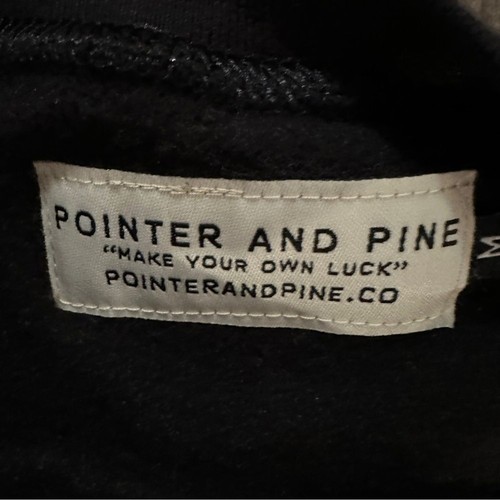 POINTER AND PINE
“MAKE YOUR OWN LUCK”
POINTERANDPINE.CO
M